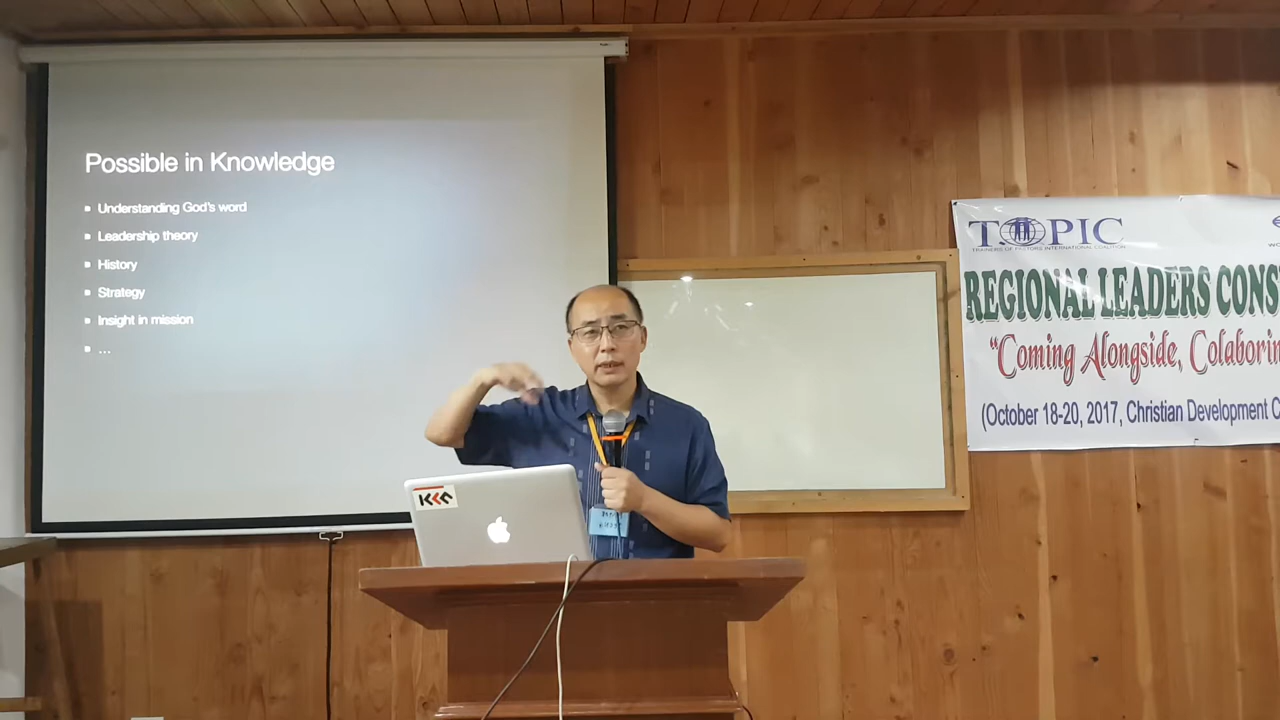 Possible in Knowledge
Understanding God's word
Leadership theory
History
Strategy
Insight in mission
...
TOPIC
TRAINERS OF PASTORS INTERNATIONAL COALITION
REGIONAL LEADERS CONS
"Coming Alongside, Colaborin
(October 18-20, 2017, Christian Development C